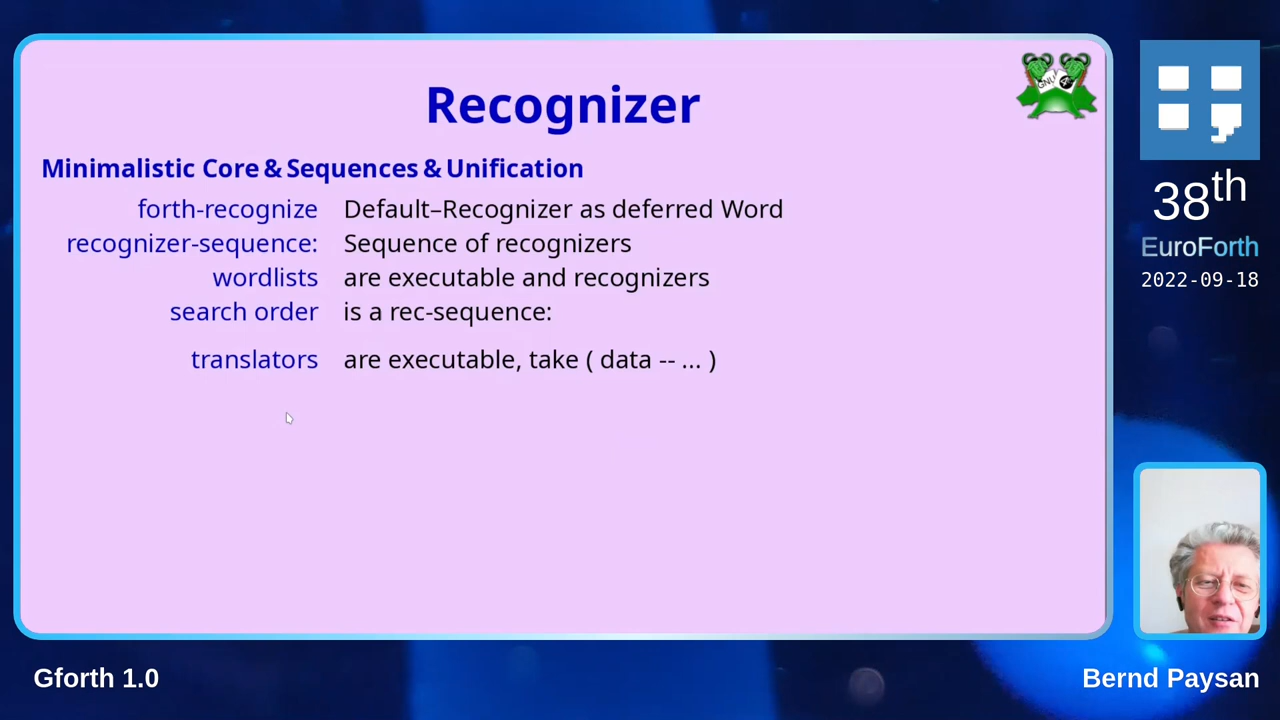 Recognizer
Minimalistic Core & Sequences & Unification
forth-recognize Default–Recognizer as deferred Word
recognizer-sequence: Sequence of recognizers
wordlists are executable and recognizers
search order is a rec-sequence:
translators are executable, take ( data -- ... )
GNU
38th
EuroForth
2022-09-18
Gforth 1.0
Bernd Paysan